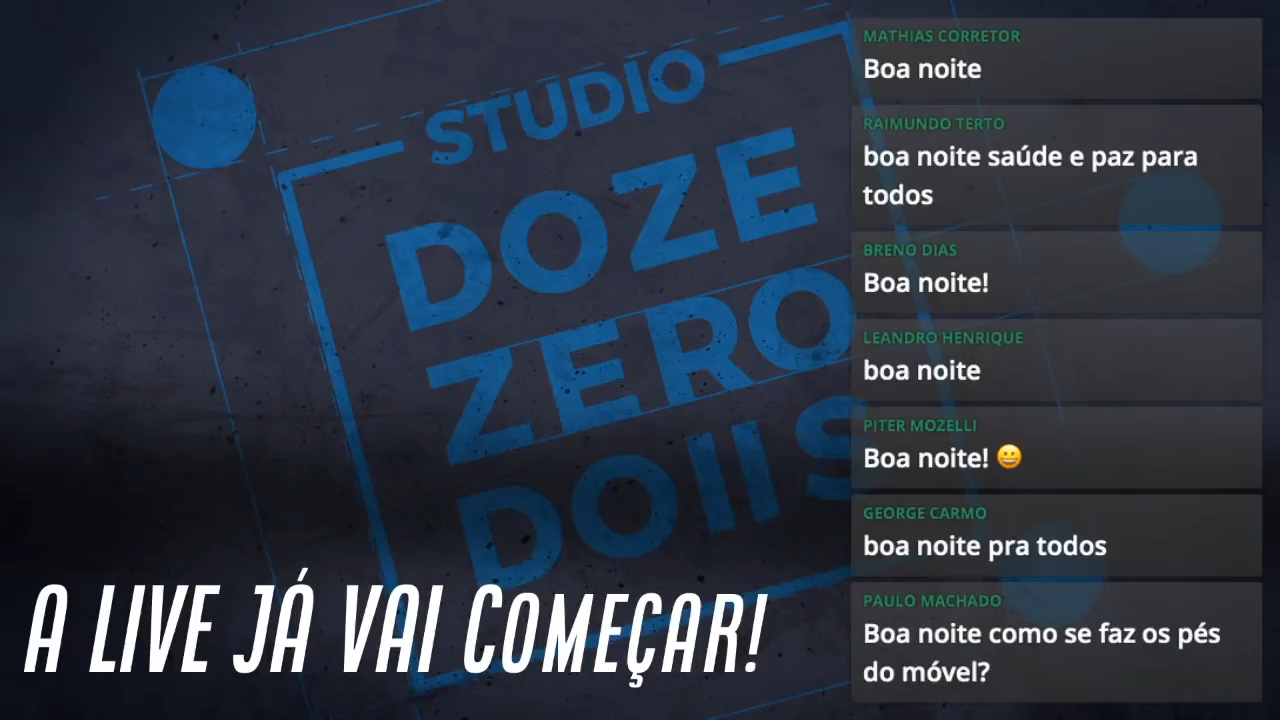 STUDIO
DOZE
ZERO
DOIIS
A LIVE JÁ VAI COMEÇAR!
MATHIAS CORRETOR
Boa noite
RAIMUNDO TERTO
boa noite saúde e paz para
todos
BRENO DIAS
Boa noite!
LEANDRO HENRIQUE
boa noite
PITER MOZELLI
Boa noite! 😀
GEORGE CARMO
boa noite pra todos
PAULO MACHADO
Boa noite como se faz os pés
do móvel?